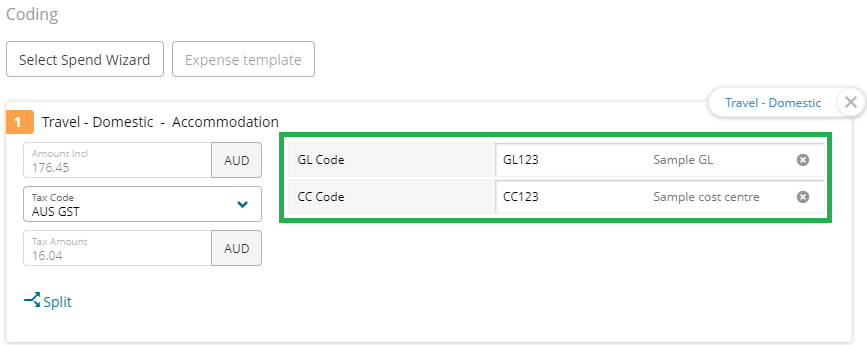 Coding
Select Spend Wizard Expense template
Travel - Domestic
1 Travel - Domestic - Accommodation
Amount Incl
176.45 AUD
GL Code GL123 Sample GL
Tax Code
AUS GST
CC Code CC123 Sample cost centre
Tax Amount
16.04 AUD
Split